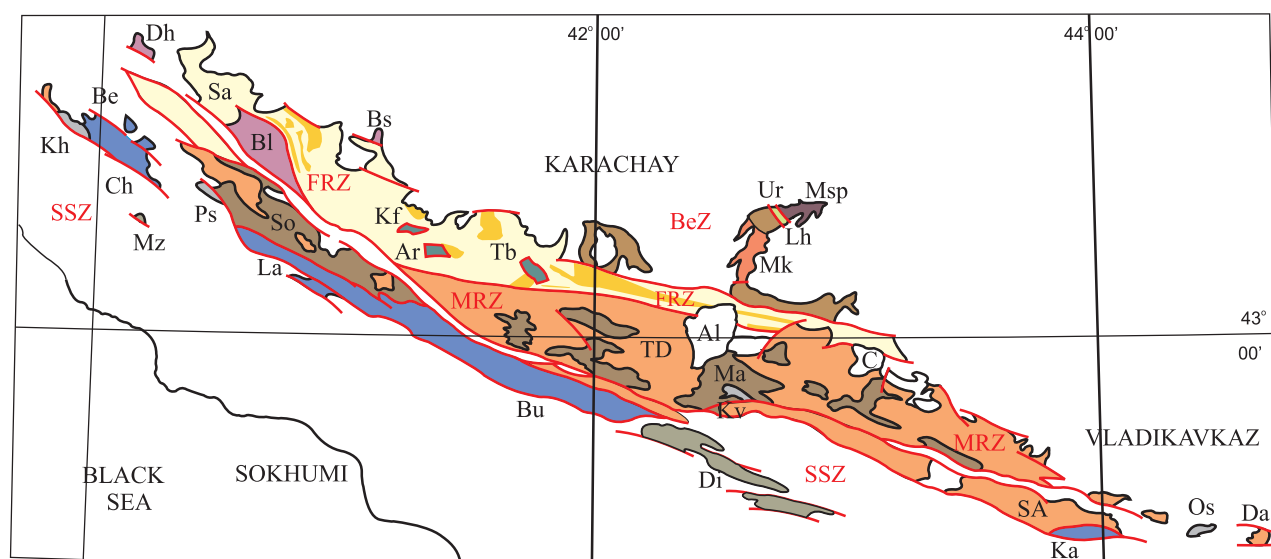 42° 00'
44° 00'
Dh
Be
Sa
Bl
Bs
Kh
FRZ
KARACHAY
Ch
SSZ
Ps
So
Kf
Ur
Msp
BeZ
Lh
Mz
Ar
Tb
La
Mk
MRZ
FRZ
43°
00'
Al
TD
C
Ma
Bu
Kv
MRZ
VLADIKAVKAZ
BLACK
SEA
SOKHUMI
Di
SSZ
SA
Os
Da
Ka